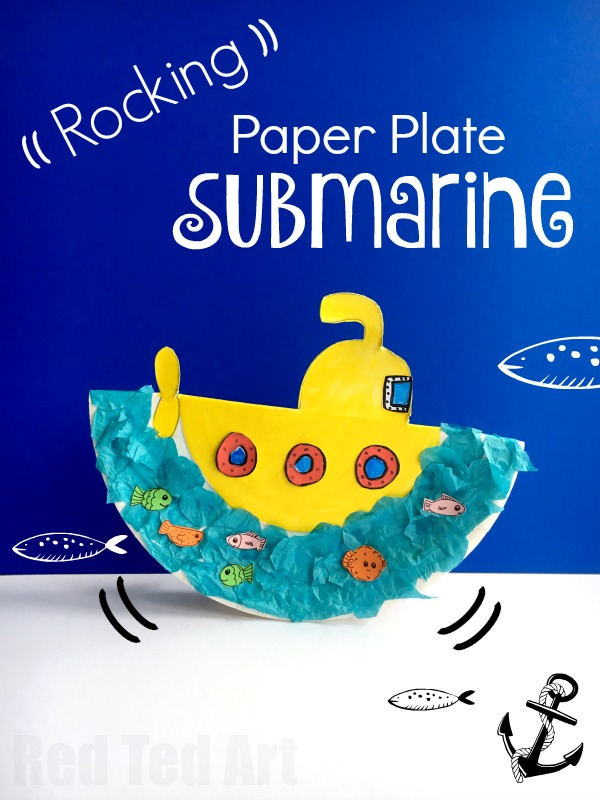 Rocking
Paper Plate
SUBmarine
Red Ted Art